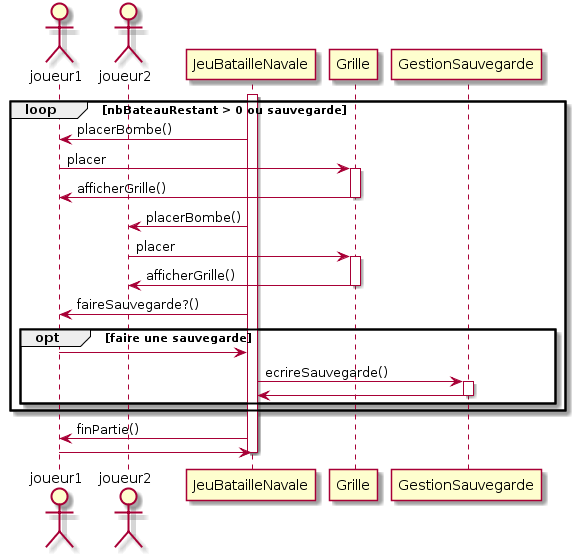 joueur1
joueur2
JeuBatailleNavale
Grille
GestionSauvegarde
loop
[nbBateauRestant > 0 ou sauvegarde]
placerBombe()
placer
afficherGrille()
placerBombe()
placer
afficherGrille()
faireSauvegarde?()
opt
[faire une sauvegarde]
ecrireSauvegarde()
finPartie()
joueur1
joueur2
JeuBatailleNavale
Grille
GestionSauvegarde